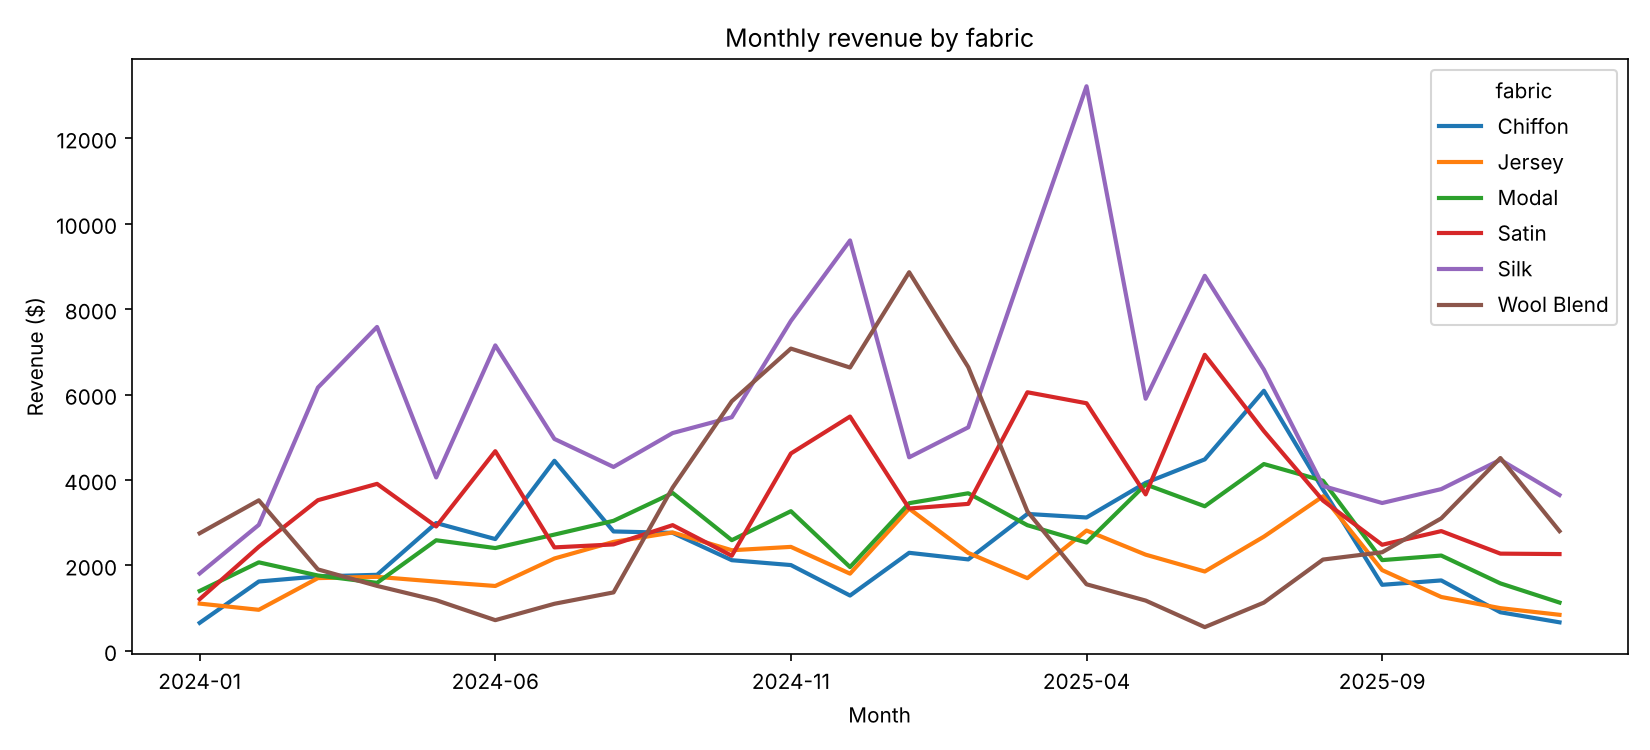 Monthly revenue by fabric
fabric
Chiffon
Jersey
Modal
Satin
Silk
Wool Blend
Revenue ($)
12000
10000
8000
6000
4000
2000
0
2024-01 2024-06 2024-11 2025-04 2025-09
Month